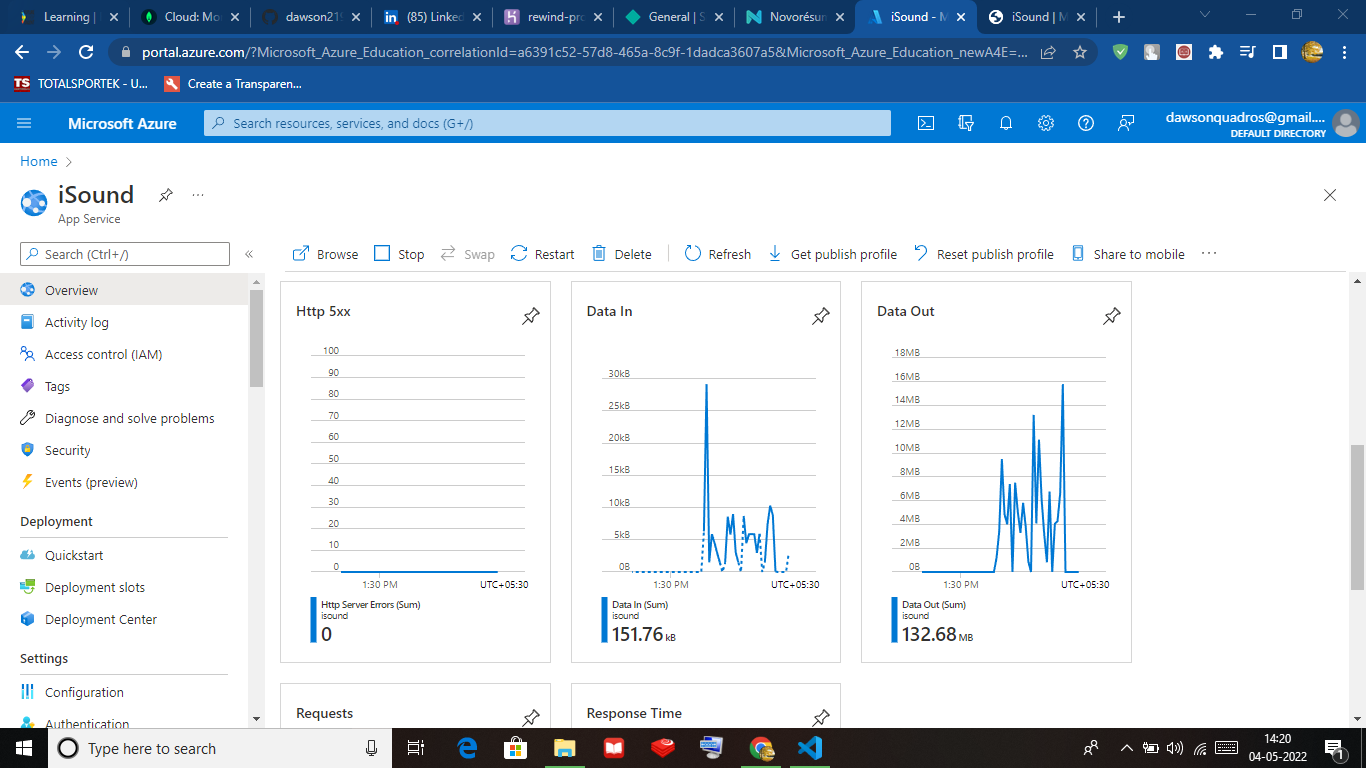 Learning |
Cloud: Mo
dawson219
(85) Linked
rewind-pro
General | S
Novorésun
iSound - M
iSound | M
portal.azure.com/?Microsoft_Azure_Education_correlationId=a6391c52-57d8-465a-8c9f-1dadca3607a5&Microsoft_Azure_Education_newA4E=...
TS TOTALSPORTEK - U...
Create a Transparen...
Microsoft Azure
Search resources, services, and docs (G+/)
dawsonquadros@gmail....
DEFAULT DIRECTORY
Home
iSound
App Service
Search (Ctrl+/)
Browse
Stop
Swap
Restart
Delete
Refresh
Get publish profile
Reset publish profile
Share to mobile
Overview
Activity log
Access control (IAM)
Tags
Diagnose and solve problems
Security
Events (preview)
Deployment
Quickstart
Deployment slots
Deployment Center
Settings
Configuration
Authentication
Http 5xx
100
90
80
70
60
50
40
30
20
10
0
1:30 PM
UTC+05:30
Http Server Errors (Sum)
isound
0
Data In
30kB
25kB
20kB
15kB
10kB
5kB
0B
1:30 PM
UTC+05:30
Data In (Sum)
isound
151.76 kB
Data Out
18MB
16MB
14MB
12MB
10MB
8MB
6MB
4MB
2MB
0B
1:30 PM
UTC+05:30
Data Out (Sum)
isound
132.68 MB
Requests
Response Time
Type here to search
14:20
04-05-2022
1